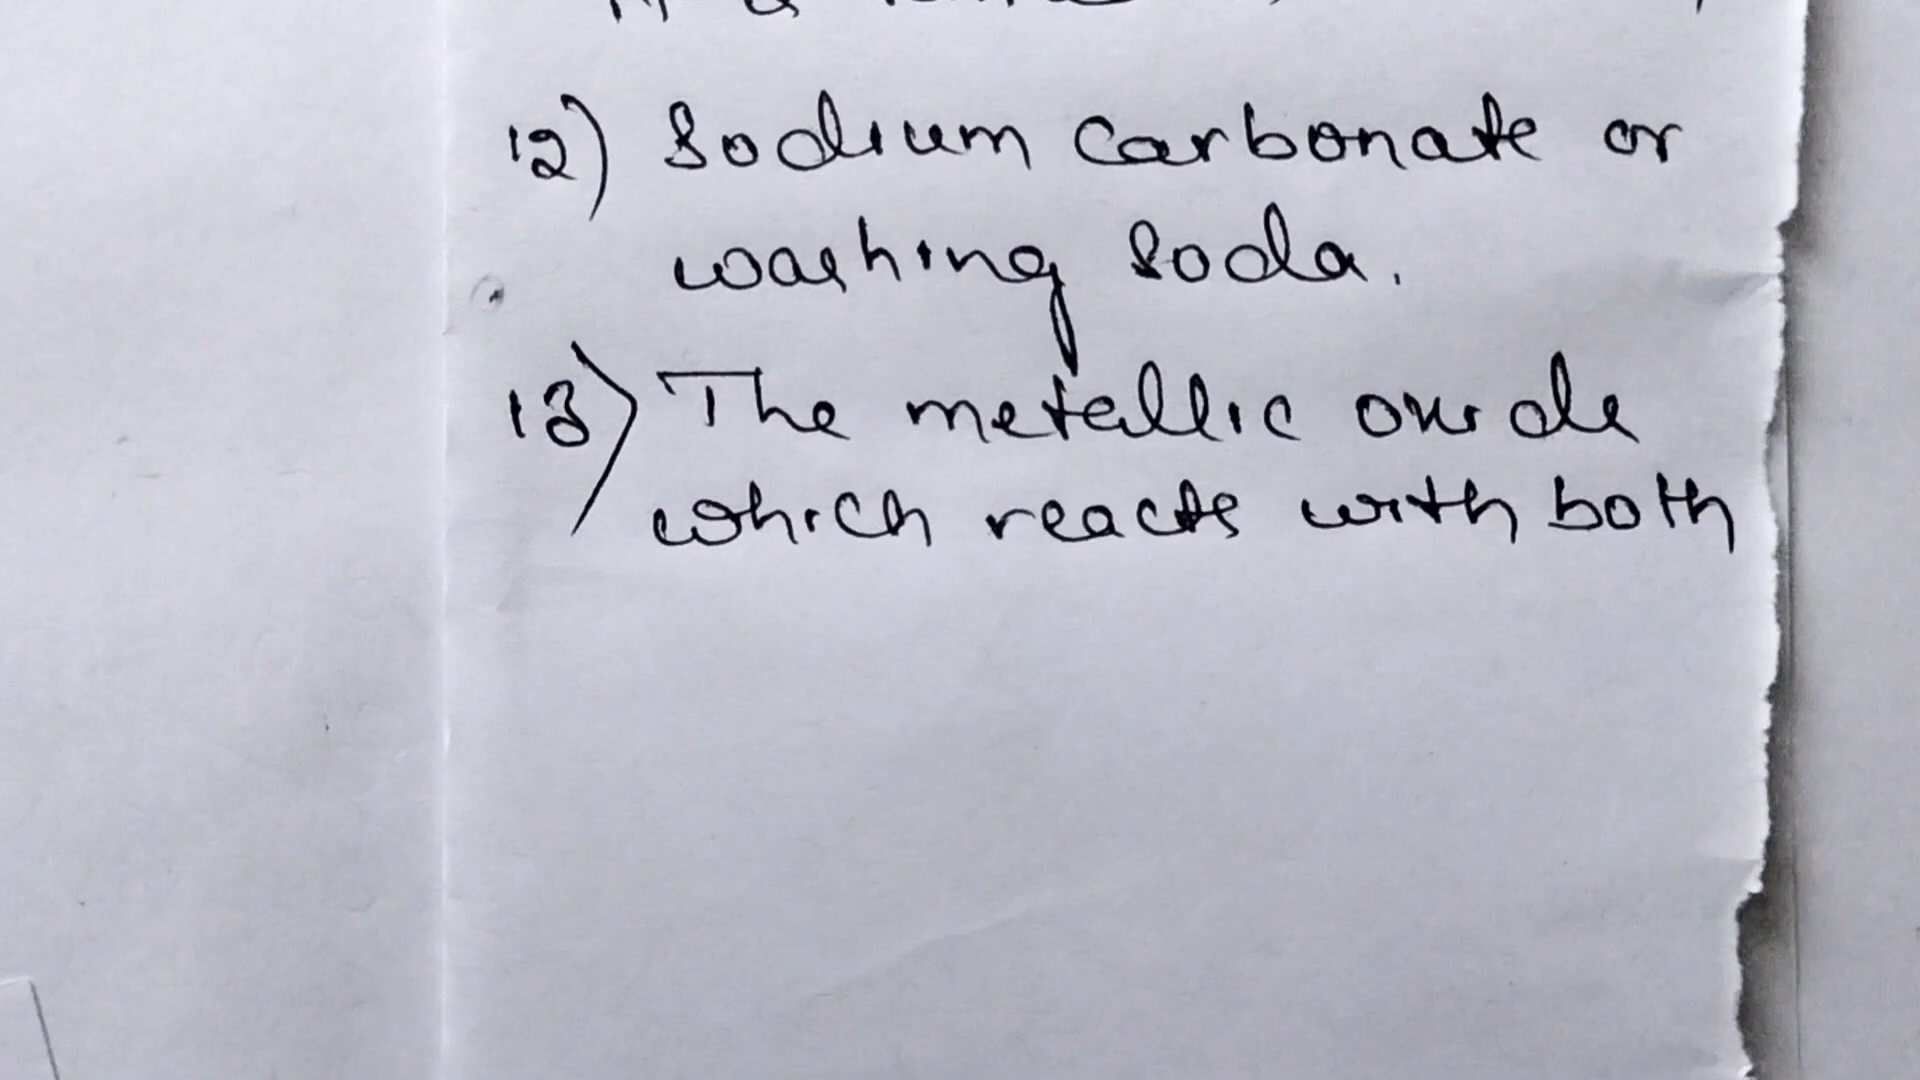 12) Sodium carbonate or
washing soda.
13) The metallic oxide
which reacts with both